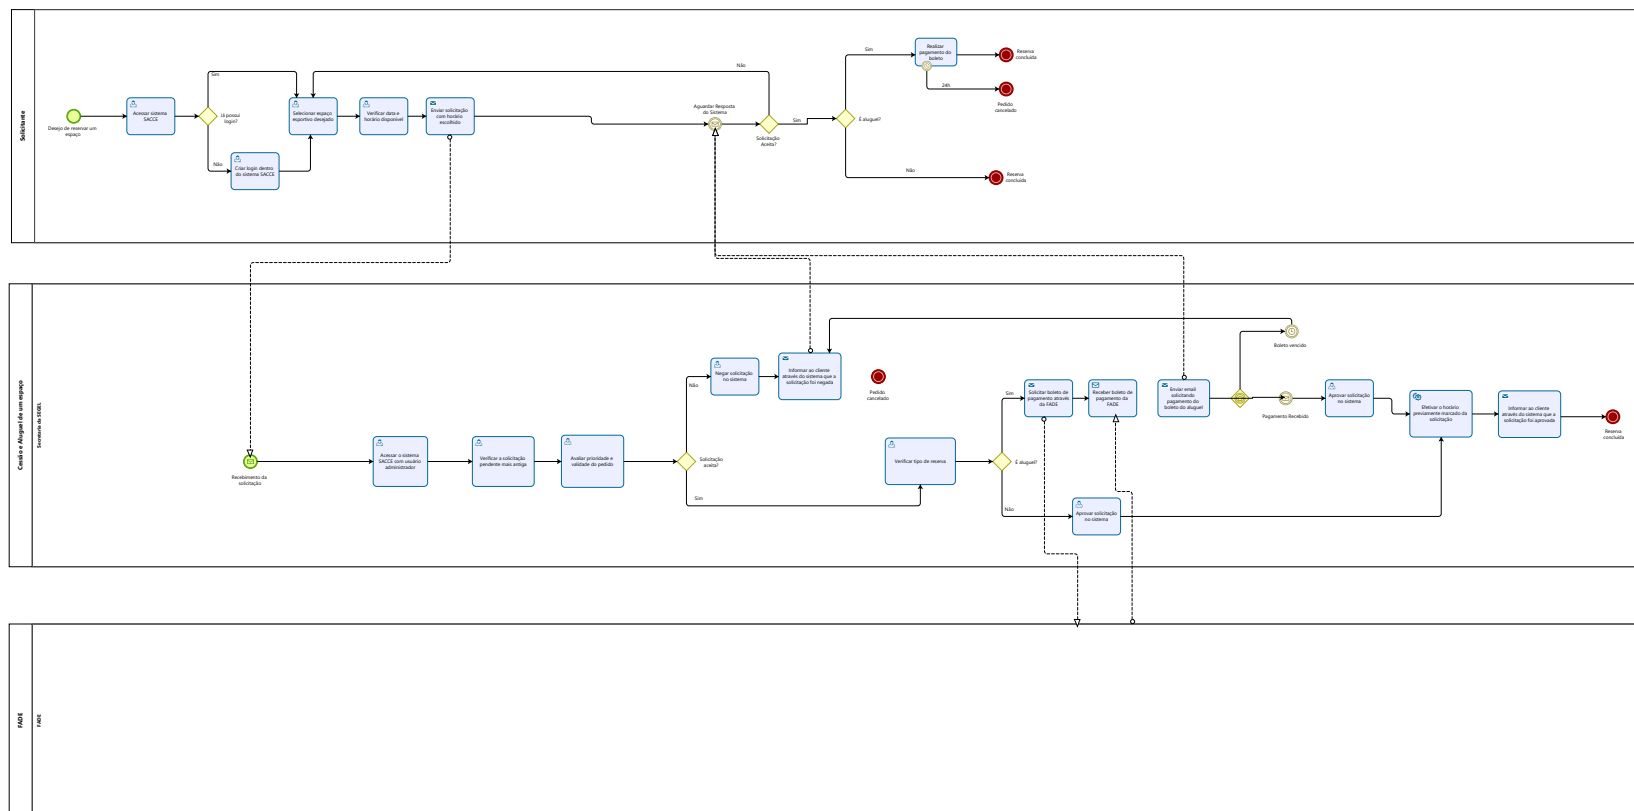 Solicitante
Desejo de reservar um
espaço
Acessar sistema
SACCE
Sim
Já possui
login?
Não
Criar login dentro
do sistema SACCE
Selecionar espaço
esportivo desejado
Verificar data e
horário disponível
Enviar solicitação
com horário
escolhido
Não
Aguardar Resposta
do Sistema
Solicitação
Aceita?
Sim
É aluguel?
Sim
Realizar
pagamento do
boleto
24h
Reserva
concluída
Pedido
cancelado
Não
Reserva
concluída
Cessão e Aluguel de um espaço
Secretaria da SEGEL
Recebimento da
solicitação
Acessar o sistema
SACCE com usuário
administrador
Verificar a solicitação
pendente mais antiga
Avaliar prioridade e
validade do pedido
Solicitação
aceita?
Não
Negar solicitação
no sistema
Informar ao cliente
através do sistema que a
solicitação foi negada
Pedido
cancelado
Sim
Verificar tipo de reserva
É aluguel?
Sim
Solicitar boleto de
pagamento através
da FADE
Receber boleto de
pagamento da
FADE
Não
Aprovar solicitação
no sistema
Enviar email
solicitando
pagamento do
boleto do aluguel
Boleto vencido
Pagamento Recebido
Aprovar solicitação
no sistema
Efetivar o horário
previamente marcado da
solicitação
Informar ao cliente
através do sistema que a
solicitação foi aprovada
Reserva
concluída
FADE
FADE